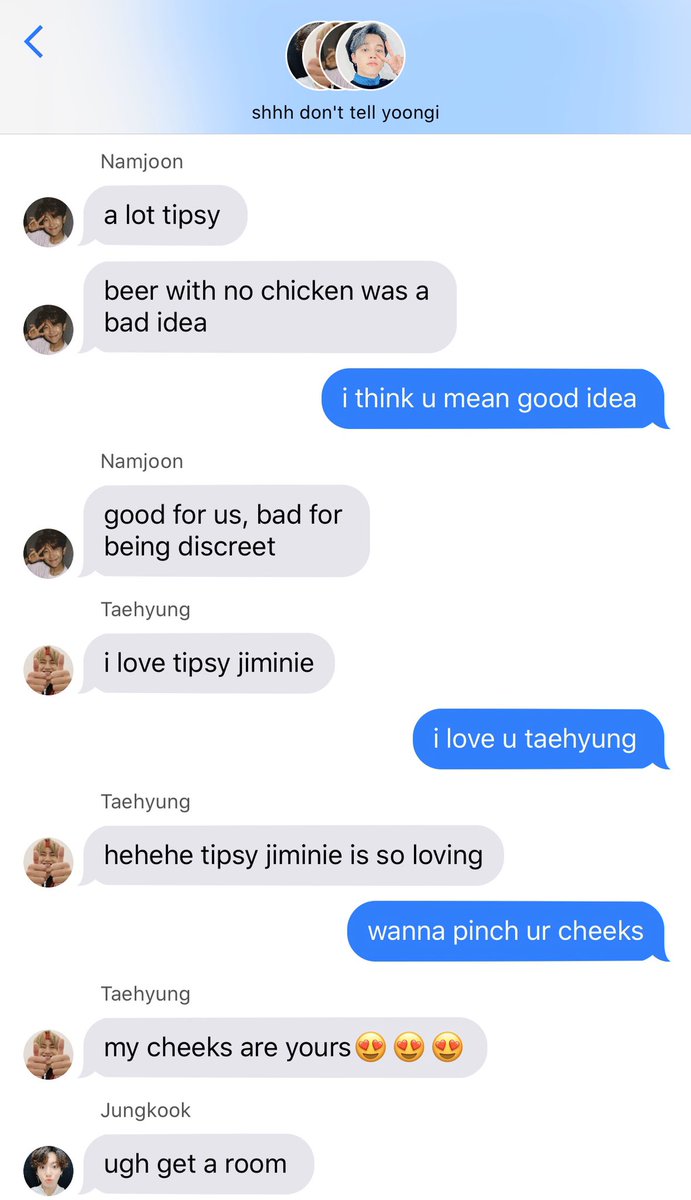 shhh don't tell yoongi
Namjoon
a lot tipsy
beer with no chicken was a
bad idea
i think u mean good idea
Namjoon
good for us, bad for
being discreet
Taehyung
i love tipsy jiminie
i love u taehyung
Taehyung
hehehe tipsy jiminie is so loving
wanna pinch ur cheeks
Taehyung
my cheeks are yours😍 😍 😍
Jungkook
ugh get a room